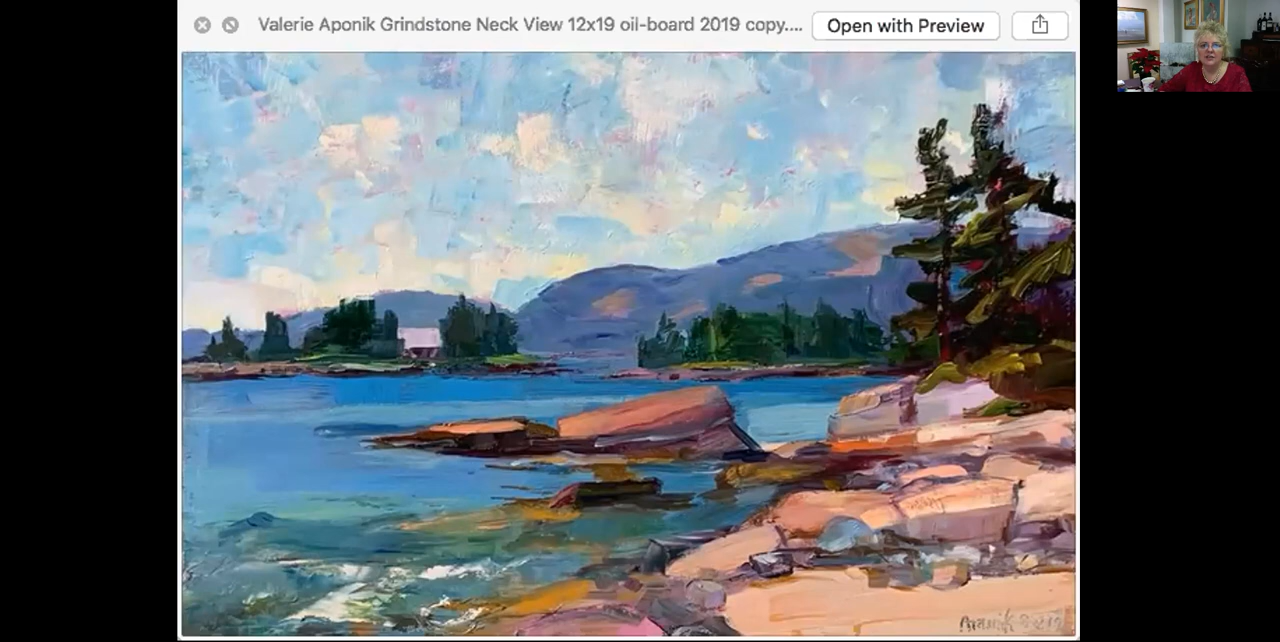 Valerie Aponik Grindstone Neck View 12x19 oil-board 2019 copy....
Open with Preview